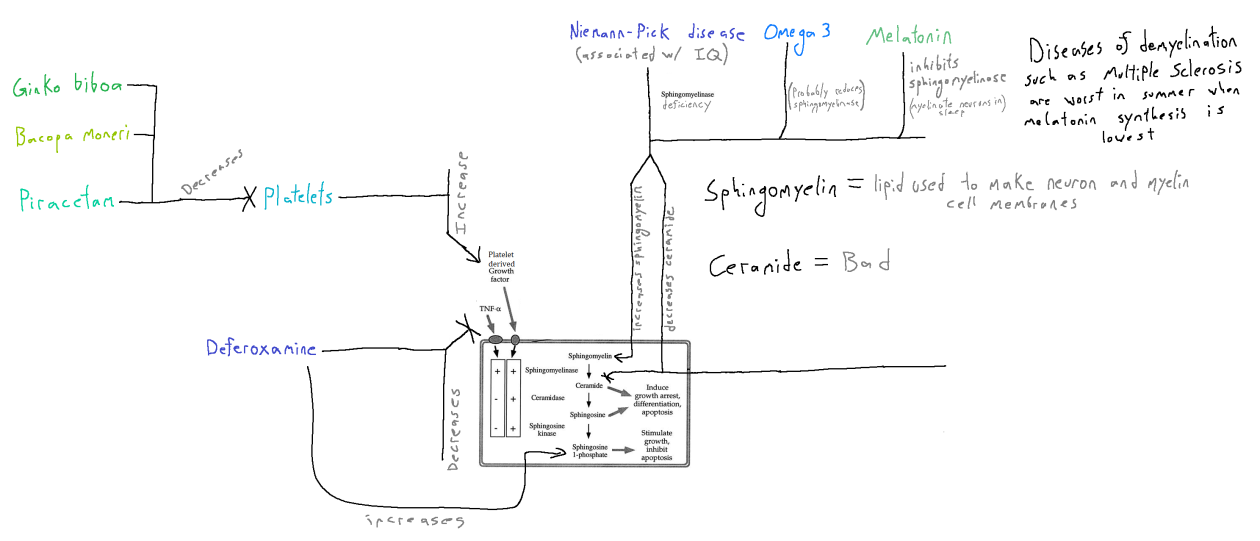 Niemann-Pick disease
(associated w/ IQ)
Omega 3
Melatonin
Sphingomyelinase
deficiency
(Probably reduces
sphingomyelinase)
inhibits
sphingomyelinase
(myelinate neurons in)
sleep
Diseases of demyelination
such as Multiple Sclerosis
are worst in summer when
melatonin synthesis is
lowest
Ginko biboa
Bacopa Moneri
Piracetam
Decreases
Platelets
Increase
Sphingomyelin = lipid used to make neuron and myelin
cell membranes
Ceramide = Bad
increases sphingomyelin
decreases ceramide
Platelet
derived
Growth
factor
TNF-α
Deferoxamine
Decreases
increases
Sphingomyelin
+ + Sphingomyelinase
Ceramide
- + Ceramidase
Sphingosine
- + Sphingosine
kinase
Sphingosine
1-phosphate
Induce
growth arrest,
differentiation,
apoptosis
Stimulate
growth,
inhibit
apoptosis